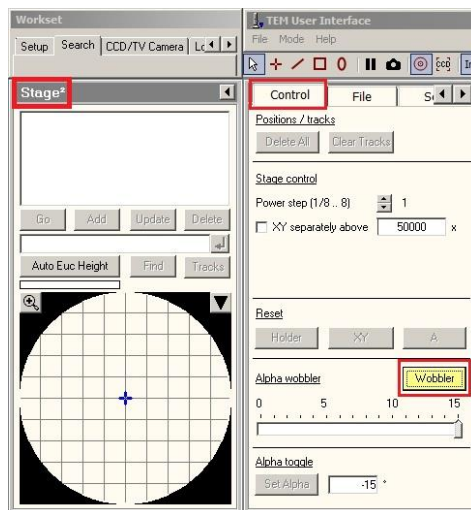 Workset
Setup Search CCD/TV Camera
Stage²
Go Add Update Delete
Auto Euc Height Find Tracks
TEM User Interface
File Mode Help
Control File
Positions / tracks
Delete All Clear Tracks
Stage control
Power step (1/8 .. 8) 1
XY separately above 50000 x
Reset
Holder XY A
Alpha wobbler Wobbler
0 5 10 15
Alpha toggle
Set Alpha -15 °